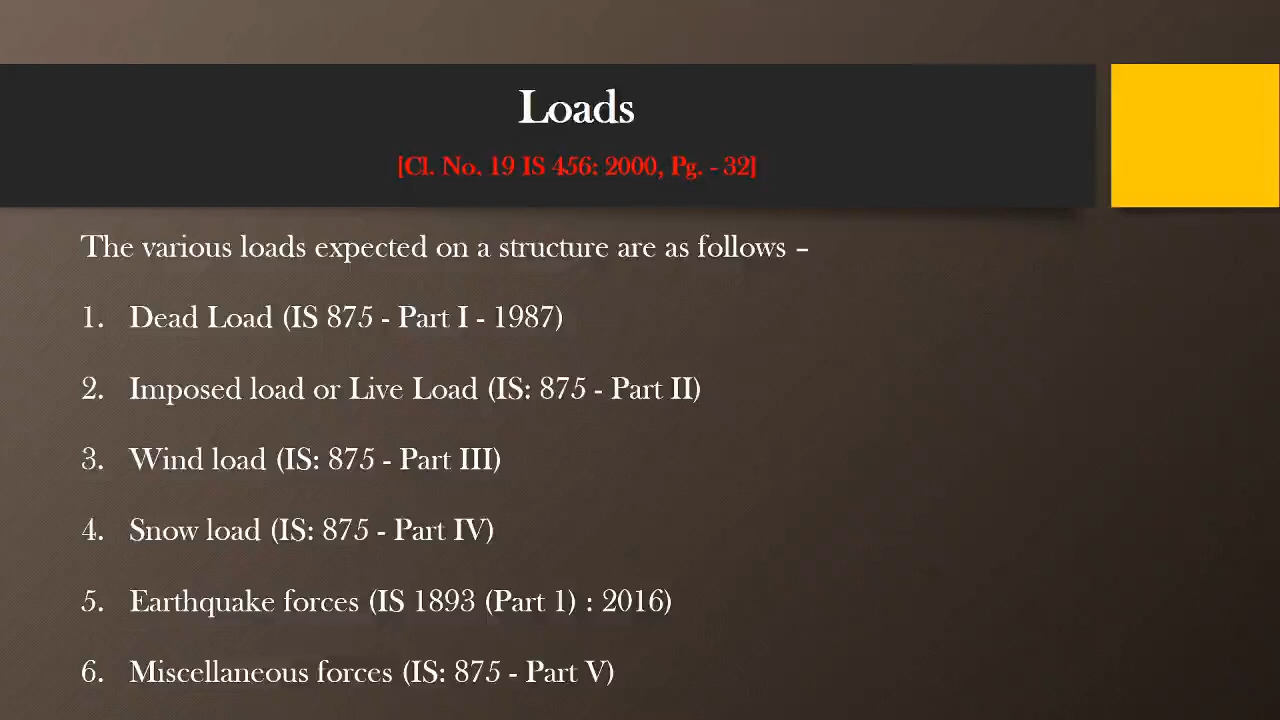 Loads
[Cl. No. 19 IS 456: 2000, Pg. - 32]
The various loads expected on a structure are as follows –
1. Dead Load (IS 875 - Part I - 1987)
2. Imposed load or Live Load (IS: 875 - Part II)
3. Wind load (IS: 875 - Part III)
4. Snow load (IS: 875 - Part IV)
5. Earthquake forces (IS 1893 (Part 1) : 2016)
6. Miscellaneous forces (IS: 875 - Part V)